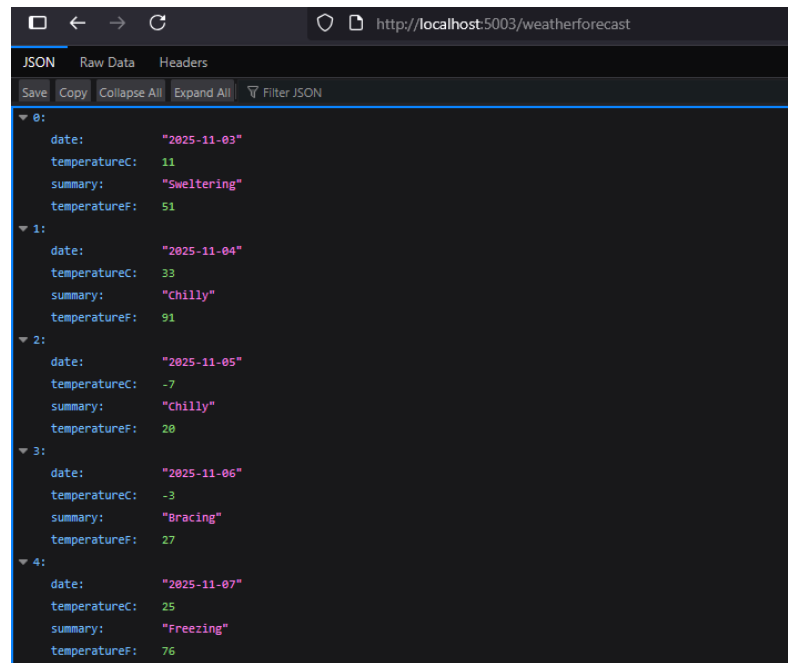 http://localhost:5003/weatherforecast
JSON Raw Data Headers
Save Copy Collapse All Expand All Filter JSON
0:
date: "2025-11-03"
temperatureC: 11
summary: "Sweltering"
temperatureF: 51
1:
date: "2025-11-04"
temperatureC: 33
summary: "Chilly"
temperatureF: 91
2:
date: "2025-11-05"
temperatureC: -7
summary: "Chilly"
temperatureF: 20
3:
date: "2025-11-06"
temperatureC: -3
summary: "Bracing"
temperatureF: 27
4:
date: "2025-11-07"
temperatureC: 25
summary: "Freezing"
temperatureF: 76